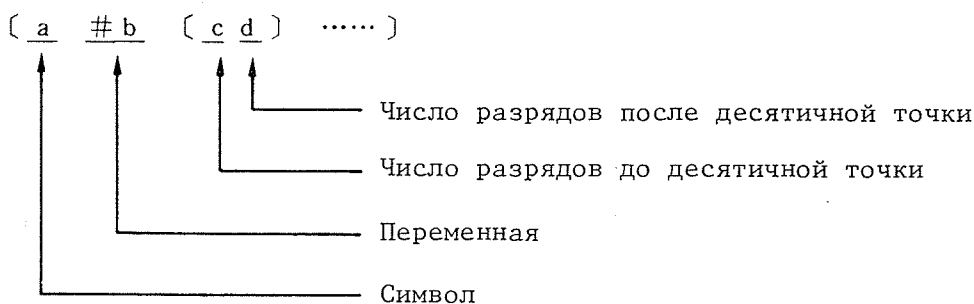 〔 a #b 〔 c d 〕 ······ 〕
Число разрядов после десятичной точки
Число разрядов до десятичной точки
Переменная
Символ